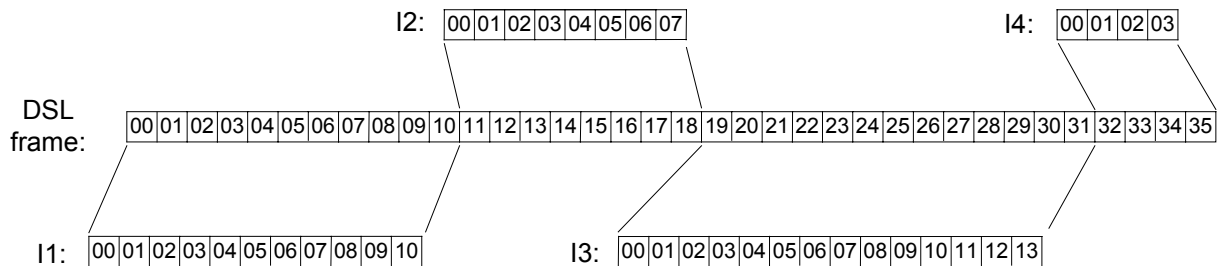 I2: 00 01 02 03 04 05 06 07
I4: 00 01 02 03
DSL
frame:
00 01 02 03 04 05 06 07 08 09 10 11 12 13 14 15 16 17 18 19 20 21 22 23 24 25 26 27 28 29 30 31 32 33 34 35
I1: 00 01 02 03 04 05 06 07 08 09 10
I3: 00 01 02 03 04 05 06 07 08 09 10 11 12 13